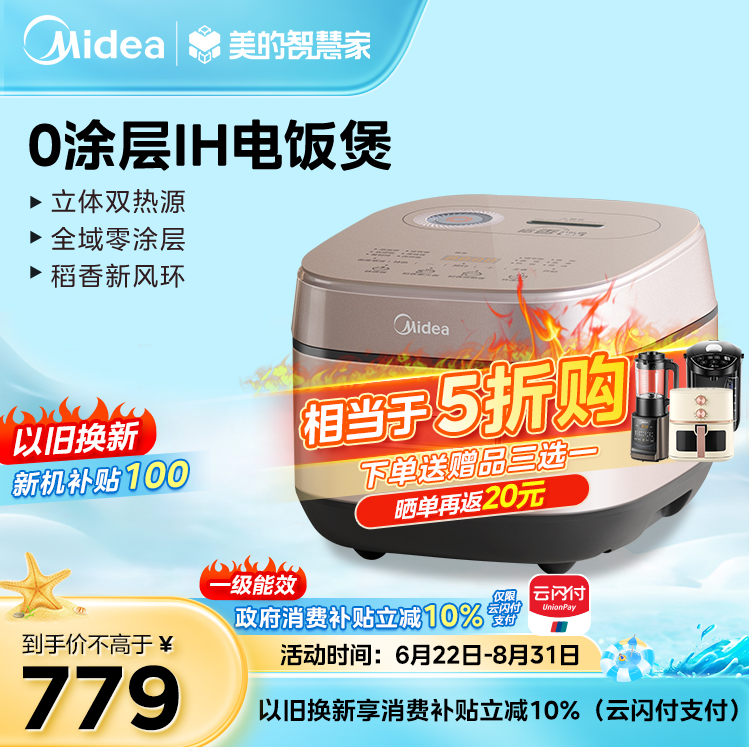 Midea 美的智慧家
0涂层IH电饭煲
立体双热源
全域零涂层
稻香新风环
Midea
相当于5折购
下单送赠品三选一
晒单再返20元
以旧换新
新机补贴100
一级能效
政府消费补贴立减10%
仅限
云闪付
支付
云闪付
UnionPay
到手价不高于¥
779
活动时间：6月22日-8月31日
以旧换新享消费补贴立减10%（云闪付支付）